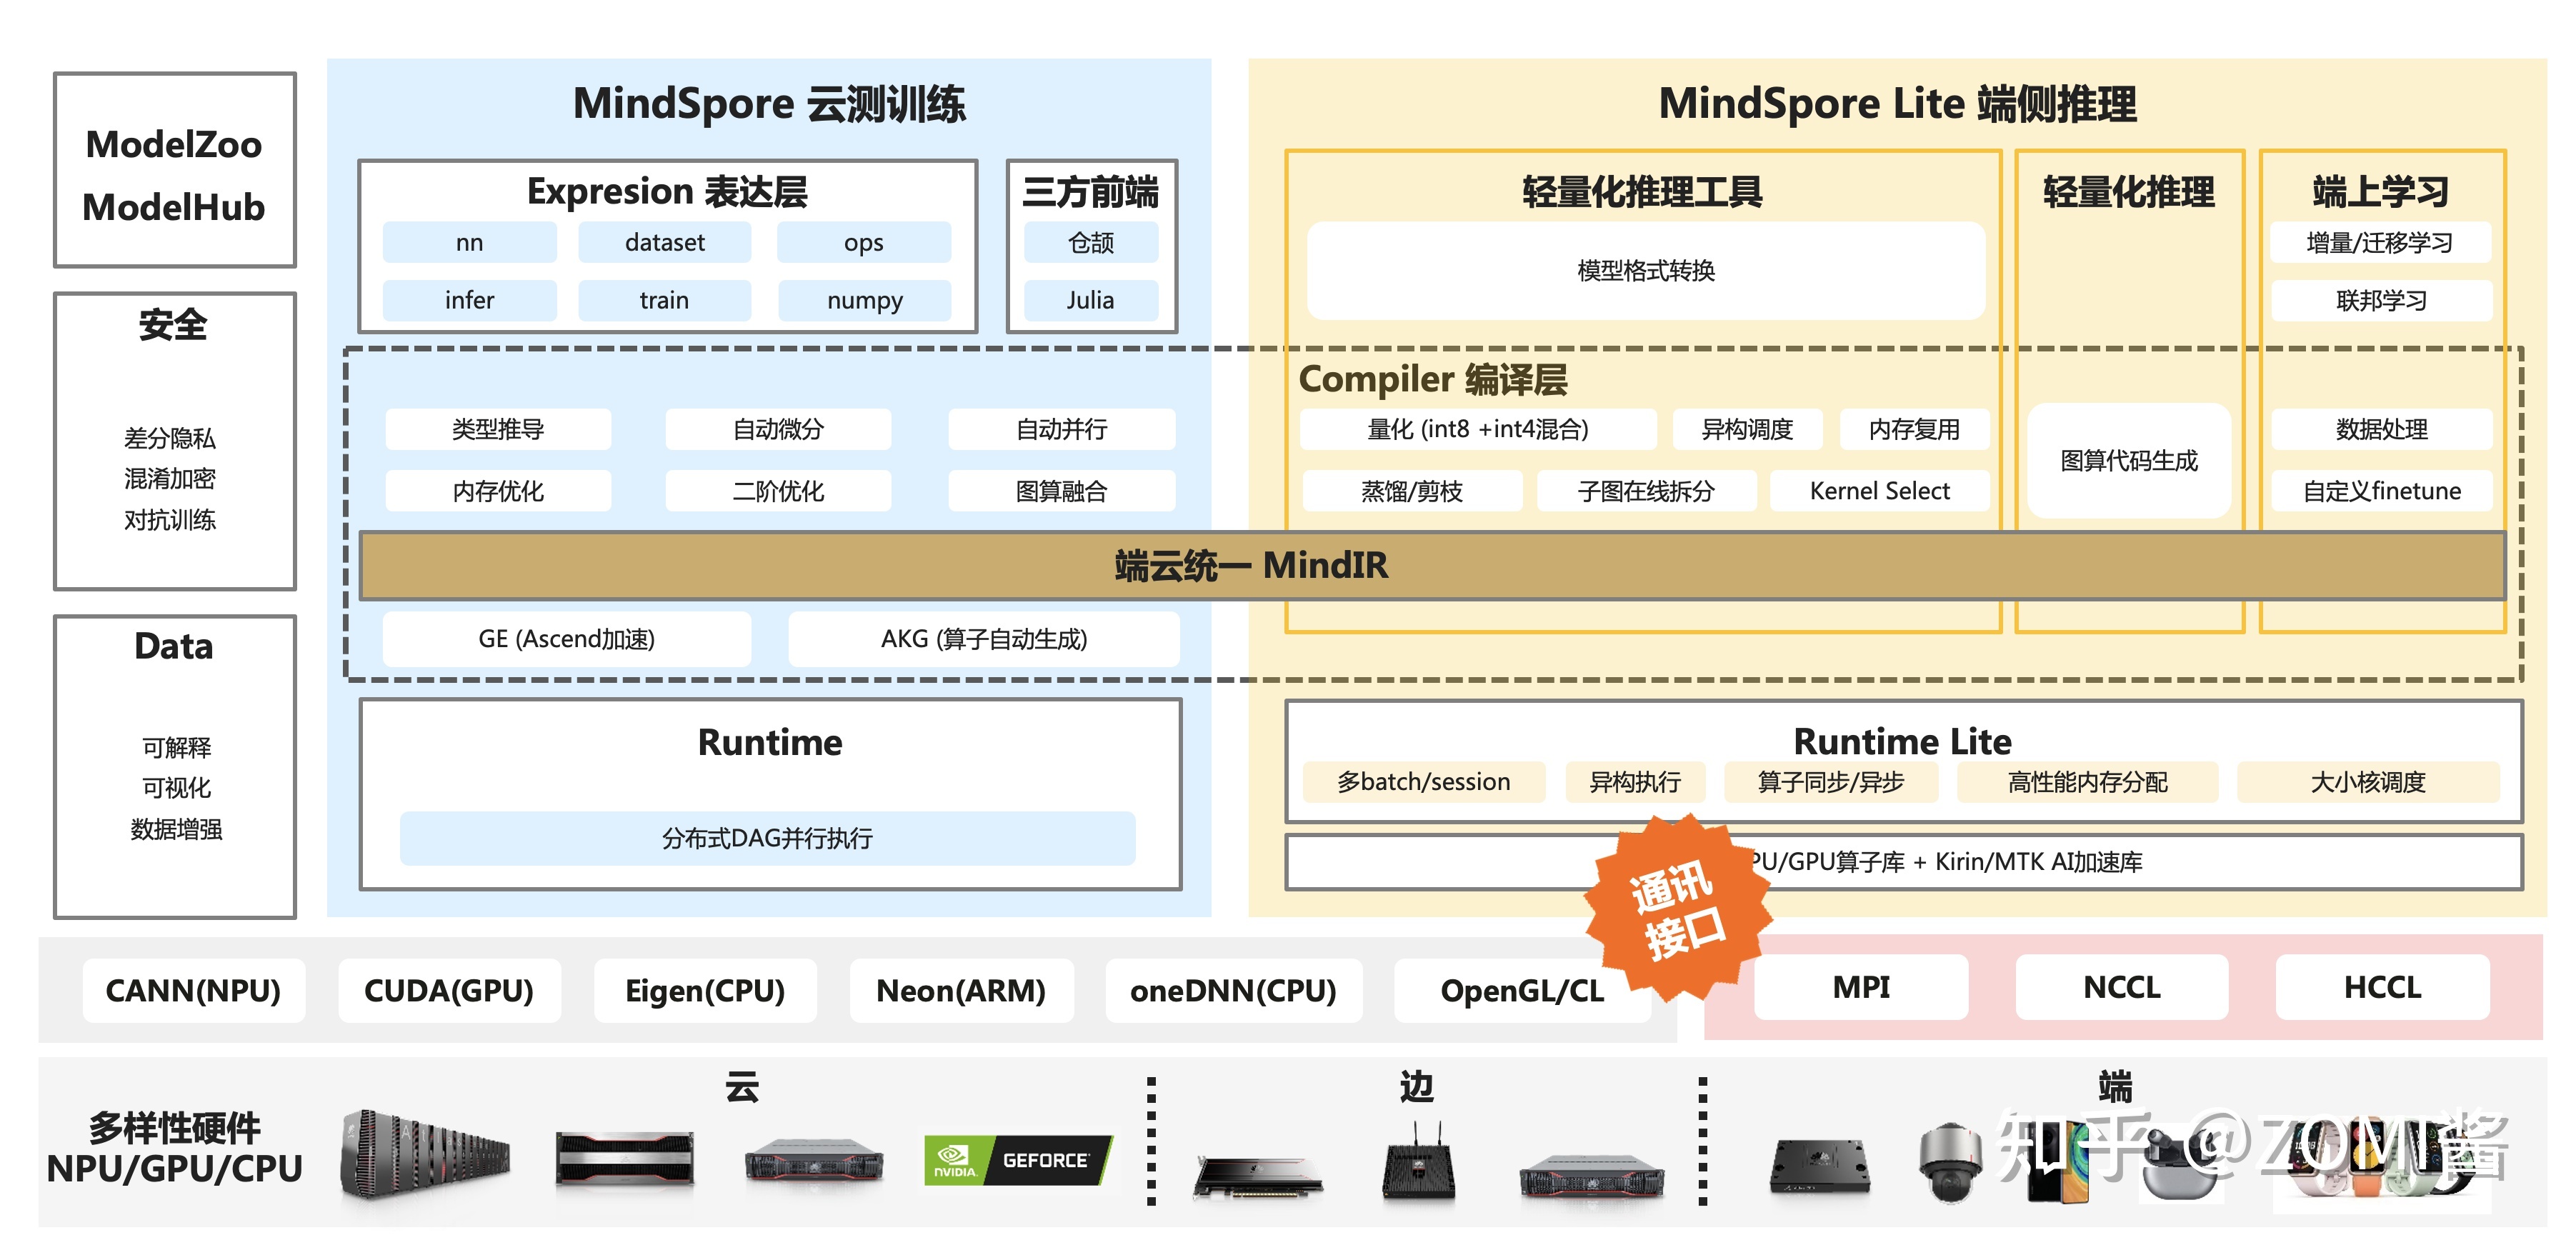 ModelZoo
ModelHub
安全
差分隐私
混淆加密
对抗训练
Data
可解释
可视化
数据增强
MindSpore 云测训练
Expresion 表达层
nn
dataset
ops
infer
train
numpy
三方前端
仓颉
Julia
类型推导
自动微分
自动并行
内存优化
二阶优化
图算融合
MindSpore Lite 端侧推理
轻量化推理工具
模型格式转换
轻量化推理
端上学习
增量/迁移学习
联邦学习
Compiler 编译层
量化 (int8 +int4混合)
异构调度
内存复用
蒸馏/剪枝
子图在线拆分
Kernel Select
图算代码生成
数据处理
自定义finetune
端云统一 MindIR
GE (Ascend加速)
AKG (算子自动生成)
Runtime
分布式DAG并行执行
Runtime Lite
多batch/session
异构执行
算子同步/异步
高性能内存分配
大小核调度
PU/GPU算子库 + Kirin/MTK AI加速库
通讯
接口
CANN(NPU)
CUDA(GPU)
Eigen(CPU)
Neon(ARM)
oneDNN(CPU)
OpenGL/CL
MPI
NCCL
HCCL
多样性硬件
NPU/GPU/CPU
云
边
端
NVIDIA
GEFORCE
知乎 @ZOMI酱